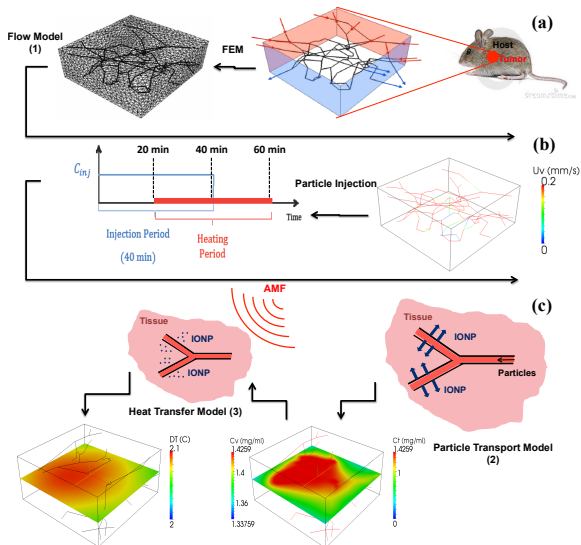 (a)
Flow Model
(1)
FEM
Host
Tumor
(b)
20 min
40 min
60 min
Cinj
Time
Injection Period
(40 min)
Heating
Period
Particle Injection
Uv (mm/s)
0.2
0
(c)
AMF
Tissue
IONP
IONP
Heat Transfer Model (3)
Tissue
IONP
IONP
Particles
Particle Transport Model
(2)
DT (C)
2.1
2
Cv (mg/ml)
1.4259
1.4
1.36
1.33759
Ct (mg/ml)
1.4259
1
0